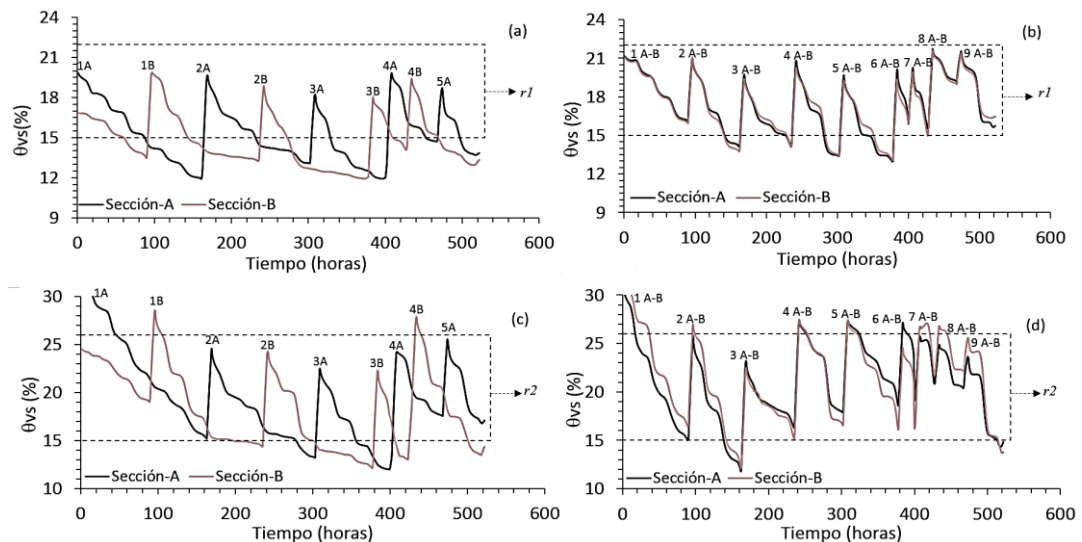 (a)
θvs(%)
24
21
18
15
12
9
1A
1B
2A
2B
3A
3B
4A
4B
5A
r1
Sección-A
Sección-B
0
100
200
300
400
500
600
Tiempo (horas)
(b)
θvs(%)
24
21
18
15
12
9
1 A-B
2 A-B
3 A-B
4 A-B
5 A-B
6 A-B
7 A-B
8 A-B
9 A-B
r1
Sección-A
Sección-B
0
100
200
300
400
500
600
Tiempo (horas)
(c)
θvs (%)
30
25
20
15
10
1A
1B
2A
2B
3A
3B
4A
4B
5A
r2
Sección-A
Sección-B
0
100
200
300
400
500
600
Tiempo (horas)
(d)
θvs (%)
30
25
20
15
10
1 A-B
2 A-B
3 A-B
4 A-B
5 A-B
6 A-B
7 A-B
8 A-B
9 A-B
r2
Sección-A
Sección-B
0
100
200
300
400
500
600
Tiempo (horas)